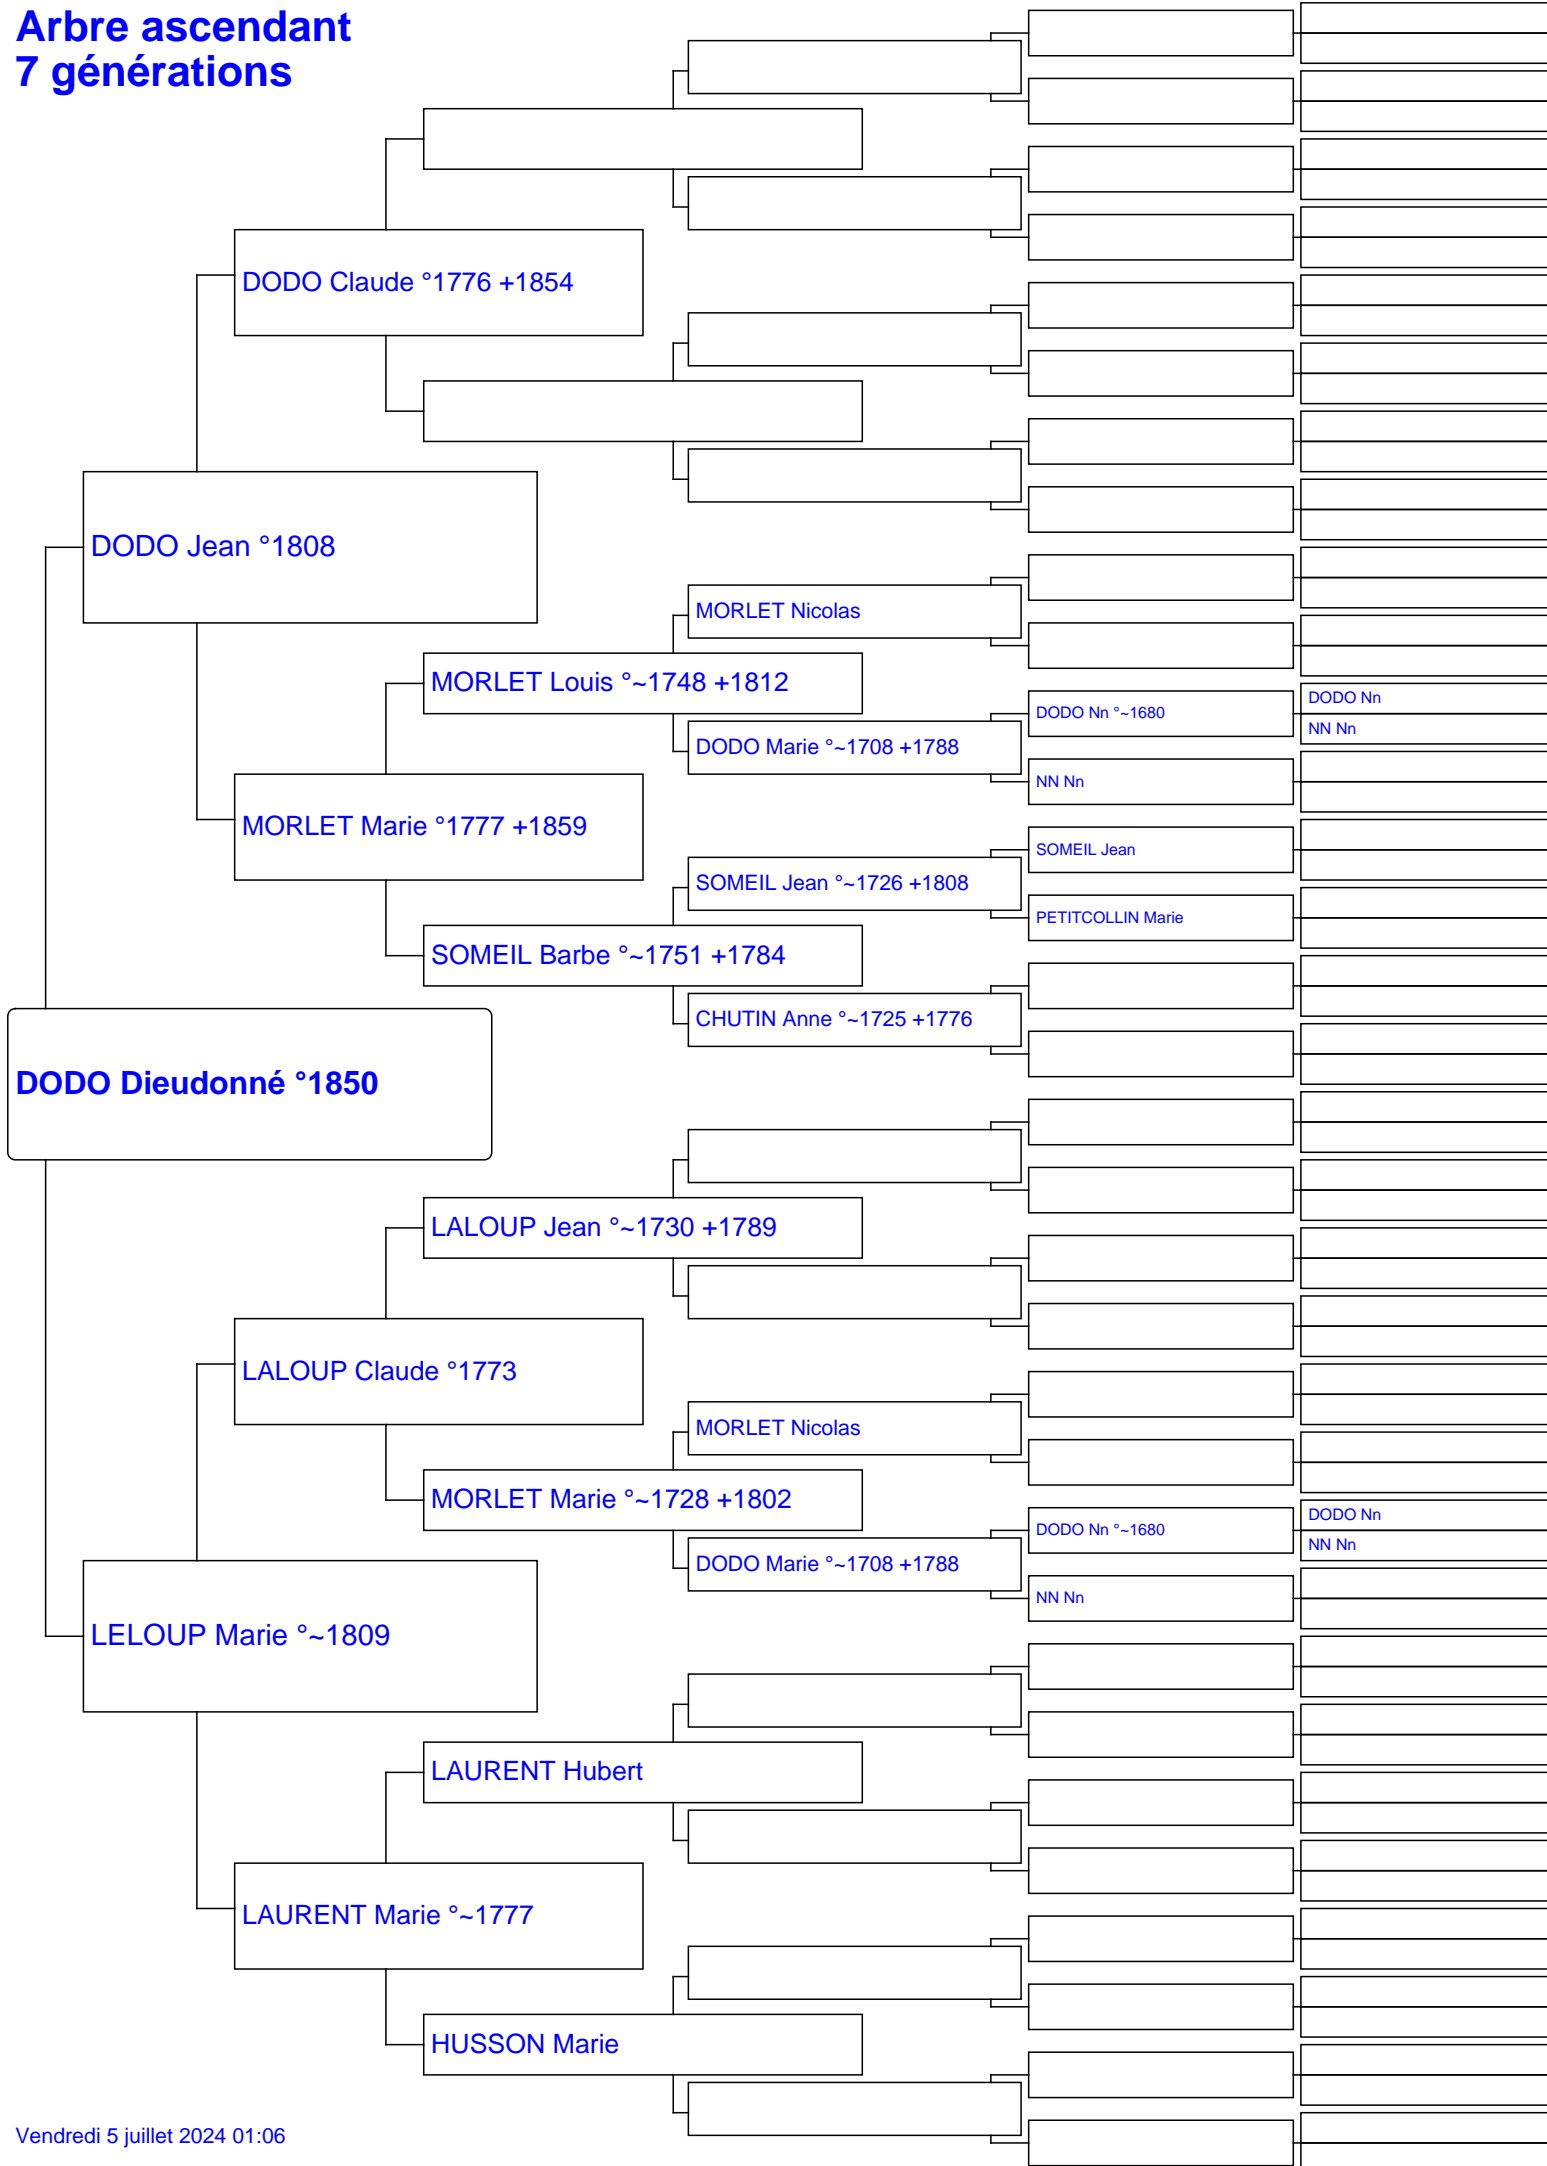 Arbre ascendant
7 générations
DODO Claude °1776 +1854
DODO Jean °1808
MORLET Nicolas
MORLET Louis °~1748 +1812
DODO Nn °~1680
DODO Nn
NN Nn
DODO Marie °~1708 +1788
NN Nn
MORLET Marie °1777 +1859
SOMEIL Jean
SOMEIL Jean °~1726 +1808
PETITCOLLIN Marie
SOMEIL Barbe °~1751 +1784
CHUTIN Anne °~1725 +1776
DODO Dieudonné °1850
LALOUP Jean °~1730 +1789
LALOUP Claude °1773
MORLET Nicolas
MORLET Marie °~1728 +1802
DODO Nn °~1680
DODO Nn
NN Nn
DODO Marie °~1708 +1788
NN Nn
LELOUP Marie °~1809
LAURENT Hubert
LAURENT Marie °~1777
HUSSON Marie
Vendredi 5 juillet 2024 01:06